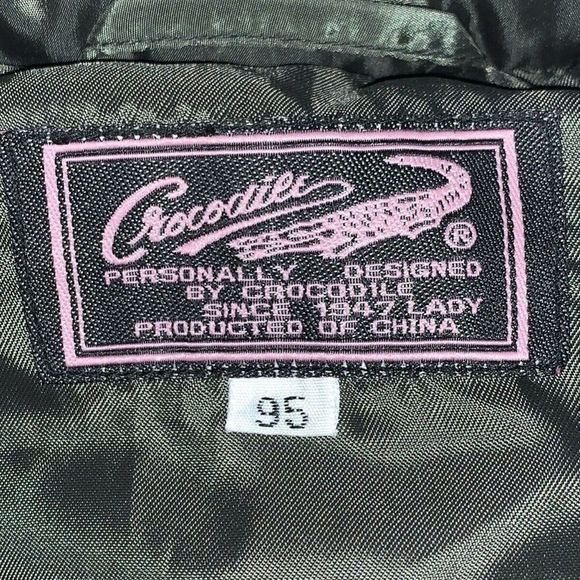 Crocodile
®
PERSONALLY DESIGNED
BY CROCODILE
SINCE 1947 LADY
PRODUCTED OF CHINA
95